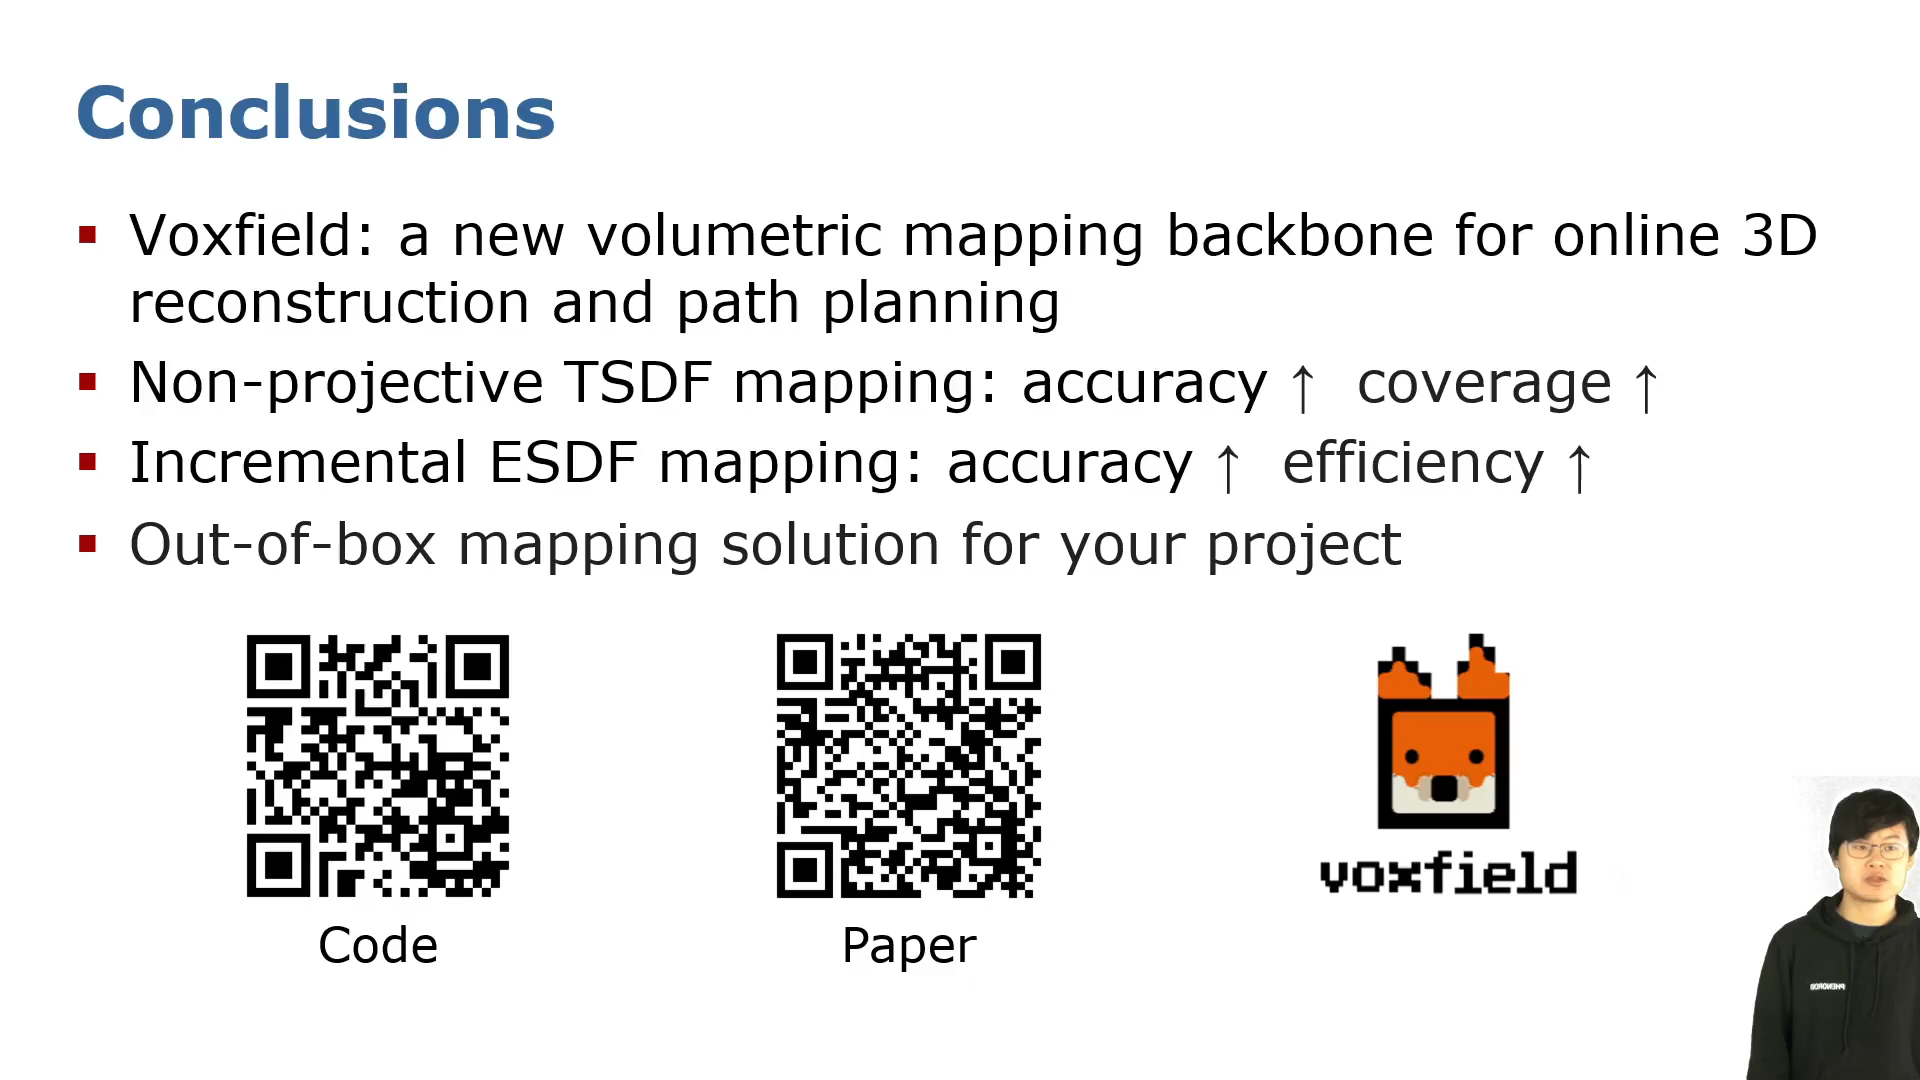 Conclusions
▪ Voxfield: a new volumetric mapping backbone for online 3D
reconstruction and path planning
▪ Non-projective TSDF mapping: accuracy ↑ coverage ↑
▪ Incremental ESDF mapping: accuracy ↑ efficiency ↑
▪ Out-of-box mapping solution for your project
voxfield
Code
Paper
PHENOROB